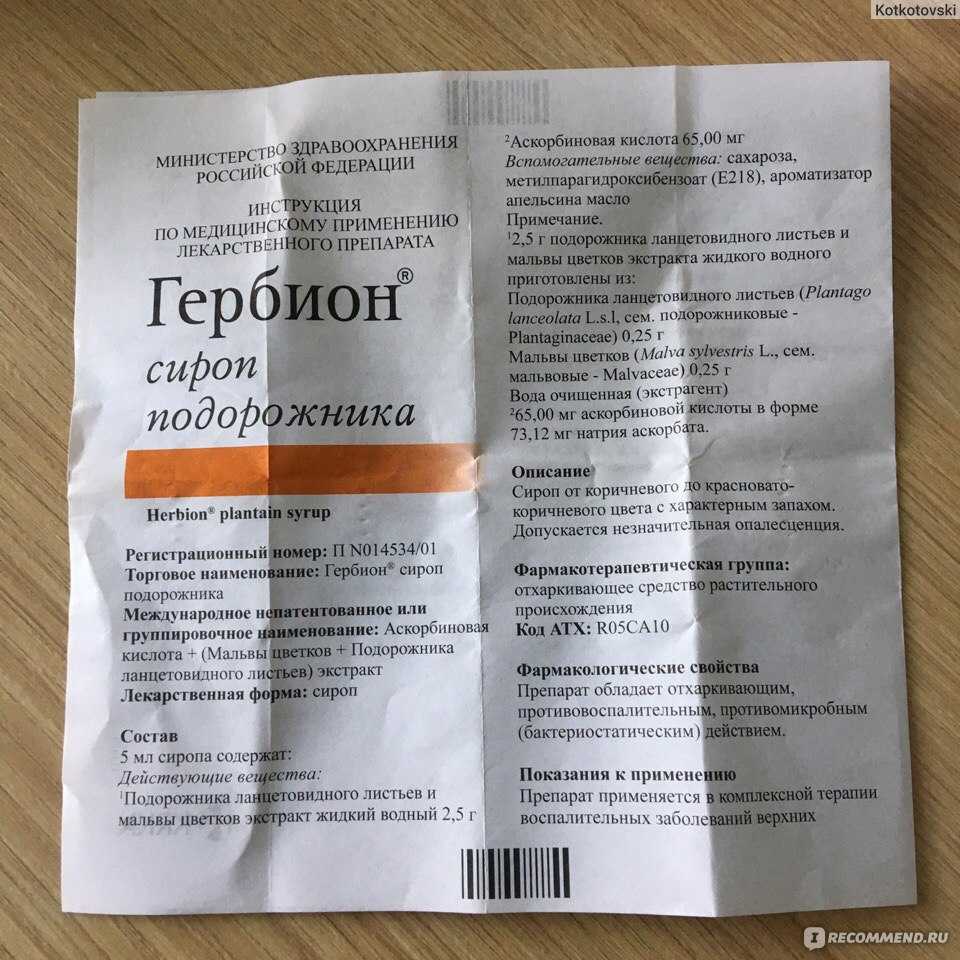 Kotkotovski
МИНИСТЕРСТВО ЗДРАВООХРАНЕНИЯ
РОССИЙСКОЙ ФЕДЕРАЦИИ
ИНСТРУКЦИЯ
ПО МЕДИЦИНСКОМУ ПРИМЕНЕНИЮ
ЛЕКАРСТВЕННОГО ПРЕПАРАТА
Гербион®
сироп
подорожника
Herbion® plantain syrup
Регистрационный номер: П N014534/01
Торговое наименование: Гербион® сироп
подорожника
Международное непатентованное или
группировочное наименование: Аскорбиновая
кислота + (Мальвы цветков + Подорожника
ланцетовидного листьев) экстракт
Лекарственная форма: сироп
Состав
5 мл сиропа содержат:
Действующие вещества:
¹Подорожника ланцетовидного листьев и
мальвы цветков экстракт жидкий водный 2,5 г
²Аскорбиновая кислота 65,00 мг
Вспомогательные вещества: сахароза,
метилпарагидроксибензоат (Е218), ароматизатор
апельсина масло
Примечание.
¹2,5 г подорожника ланцетовидного листьев и
мальвы цветков экстракта жидкого водного
приготовлены из:
Подорожника ланцетовидного листьев (Plantago
lanceolata L.s.l, сем. подорожниковые -
Plantaginaceae) 0,25 г
Мальвы цветков (Malva sylvestris L., сем.
мальвовые - Malvaceae) 0,25 г
Вода очищенная (экстрагент)
²65,00 мг аскорбиновой кислоты в форме
73,12 мг натрия аскорбата.
Описание
Сироп от коричневого до красновато-
коричневого цвета с характерным запахом.
Допускается незначительная опалесценция.
Фармакотерапевтическая группа:
отхаркивающее средство растительного
происхождения
Код АТХ: R05CA10
Фармакологические свойства
Препарат обладает отхаркивающим,
противовоспалительным, противомикробным
(бактериостатическим) действием.
Показания к применению
Препарат применяется в комплексной терапии
воспалительных заболеваний верхних
IRECOMMEND.RU